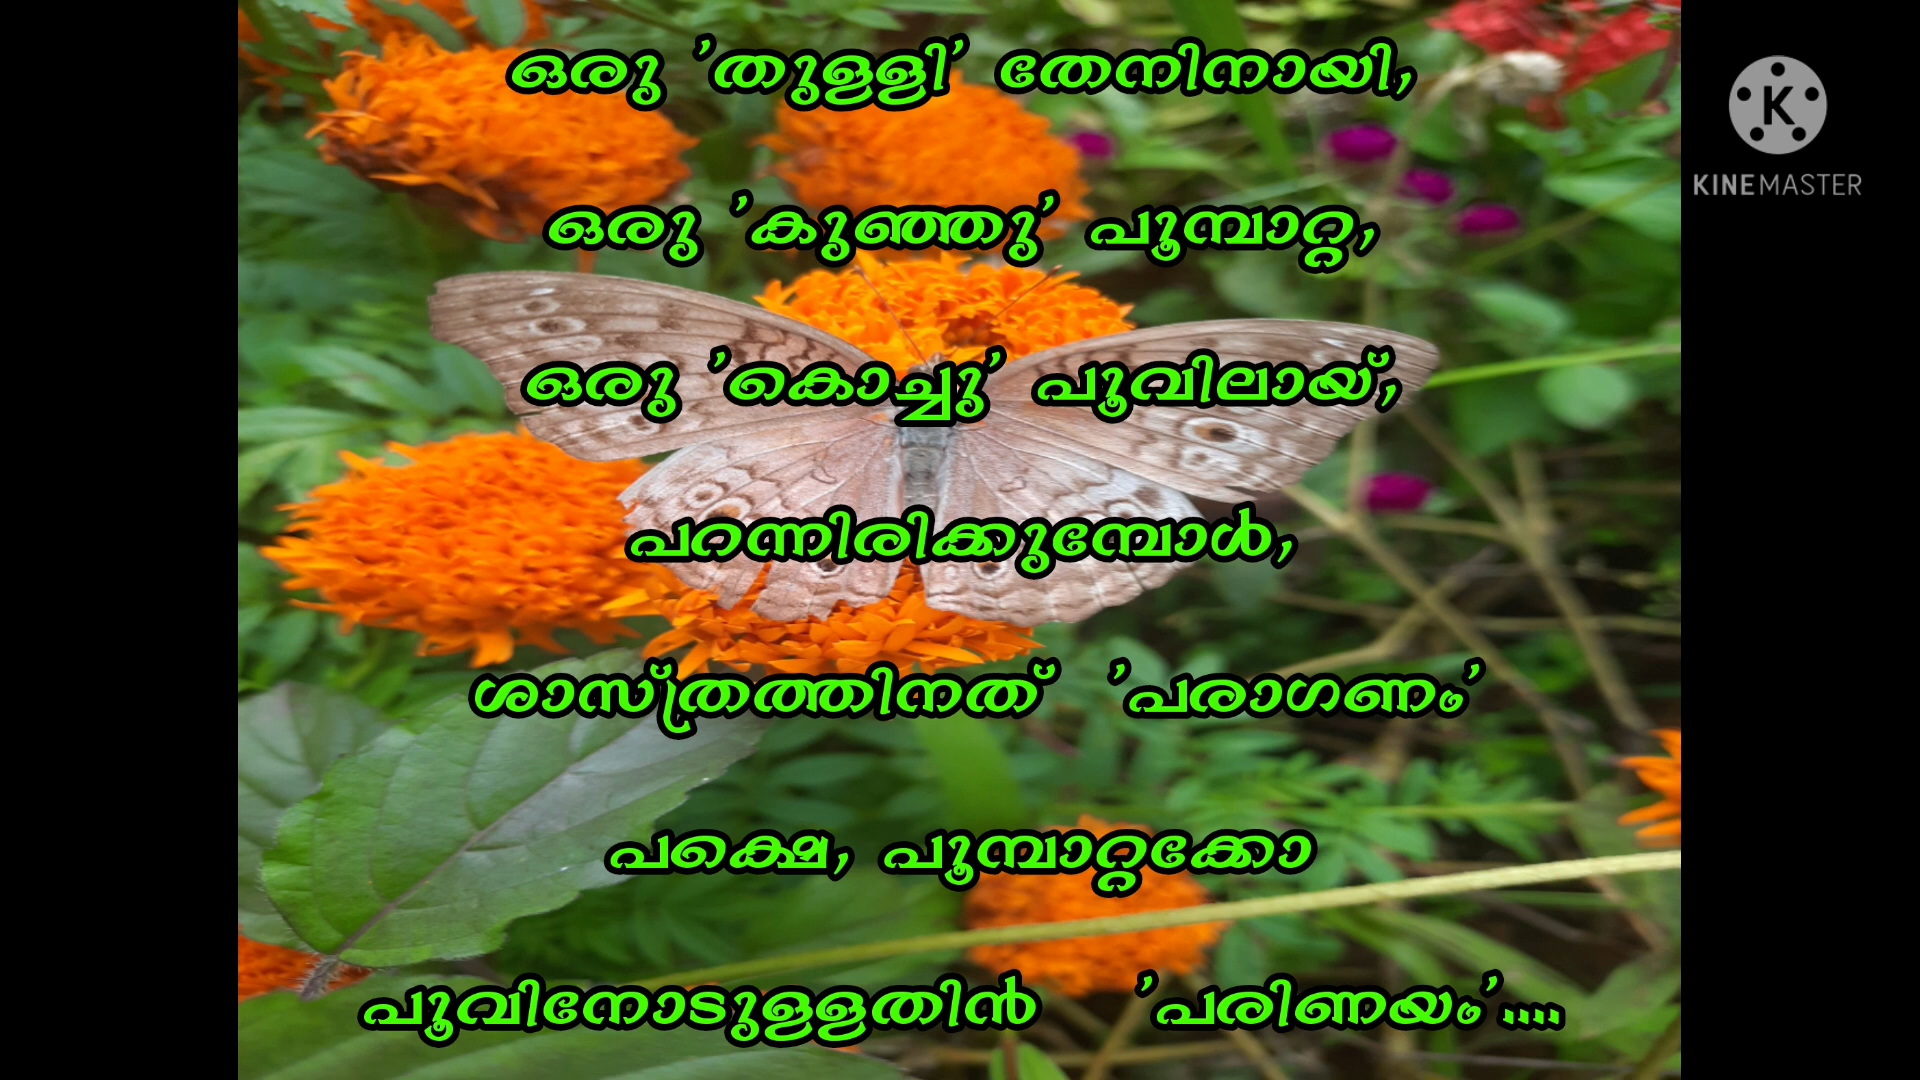 ഒരു 'തുള്ളി' തേനിനായി,
KINEMASTER
ഒരു 'കുഞ്ഞു' പൂമ്പാറ്റ,
ഒരു 'കൊച്ചു' പൂവിലായ്,
പറന്നിരിക്കുമ്പോൾ,
ശാസ്ത്രത്തിനത് 'പരാഗണം'
പക്ഷെ, പൂമ്പാറ്റക്കോ
പൂവിനോടുള്ളതിൻ 'പരിണയം'....